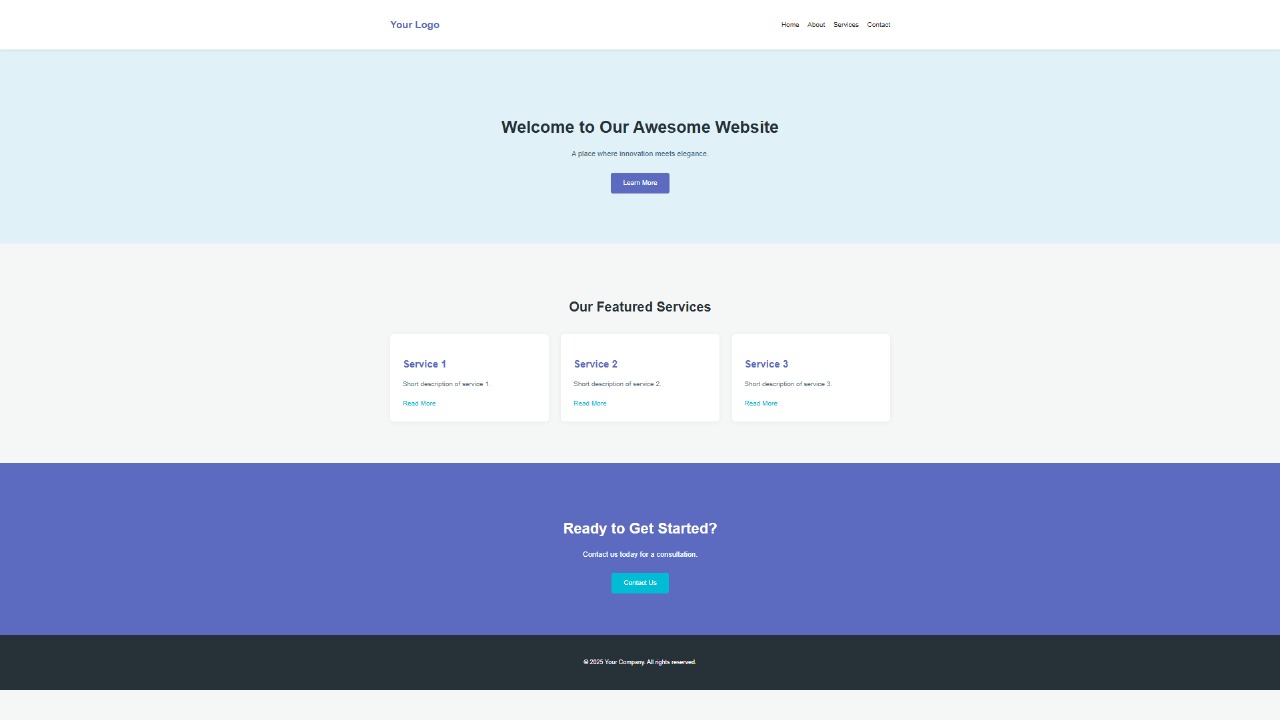 Your Logo
Home About Services Contact
Welcome to Our Awesome Website
A place where innovation meets elegance.
Learn More
Our Featured Services
Service 1
Short description of service 1.
Read More
Service 2
Short description of service 2.
Read More
Service 3
Short description of service 3.
Read More
Ready to Get Started?
Contact us today for a consultation.
Contact Us
© 2025 Your Company. All rights reserved.